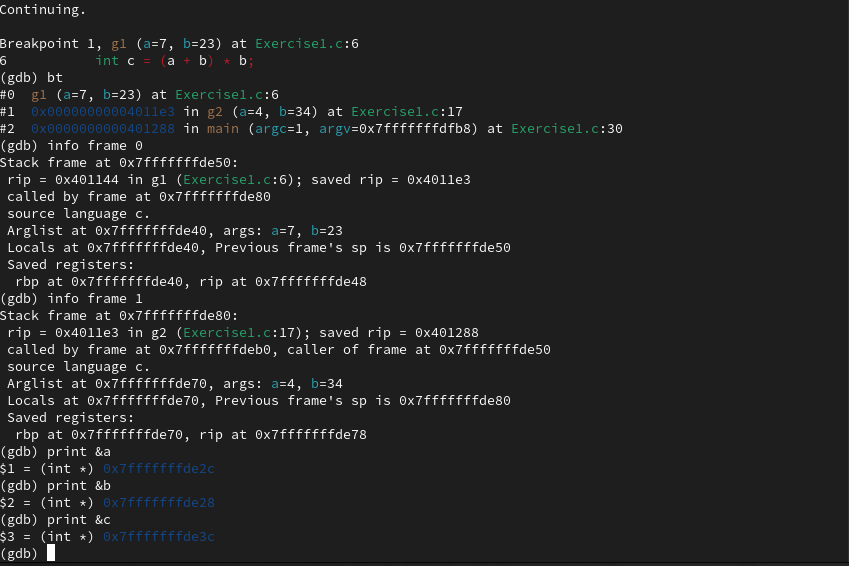 Continuing.
Breakpoint 1, g1 (a=7, b=23) at Exercise1.c:6
6           int c = (a + b) * b;
(gdb) bt
#0  g1 (a=7, b=23) at Exercise1.c:6
#1  0x00000000004011e3 in g2 (a=4, b=34) at Exercise1.c:17
#2  0x0000000000401288 in main (argc=1, argv=0x7fffffffdfb8) at Exercise1.c:30
(gdb) info frame 0
Stack frame at 0x7fffffffde50:
 rip = 0x401144 in g1 (Exercise1.c:6); saved rip = 0x4011e3
 called by frame at 0x7fffffffde80
 source language c.
 Arglist at 0x7fffffffde40, args: a=7, b=23
 Locals at 0x7fffffffde40, Previous frame's sp is 0x7fffffffde50
 Saved registers:
  rbp at 0x7fffffffde40, rip at 0x7fffffffde48
(gdb) info frame 1
Stack frame at 0x7fffffffde80:
 rip = 0x4011e3 in g2 (Exercise1.c:17); saved rip = 0x401288
 called by frame at 0x7fffffffdeb0, caller of frame at 0x7fffffffde50
 source language c.
 Arglist at 0x7fffffffde70, args: a=4, b=34
 Locals at 0x7fffffffde70, Previous frame's sp is 0x7fffffffde80
 Saved registers:
  rbp at 0x7fffffffde70, rip at 0x7fffffffde78
(gdb) print &a
$1 = (int *) 0x7fffffffde2c
(gdb) print &b
$2 = (int *) 0x7fffffffde28
(gdb) print &c
$3 = (int *) 0x7fffffffde3c
(gdb)